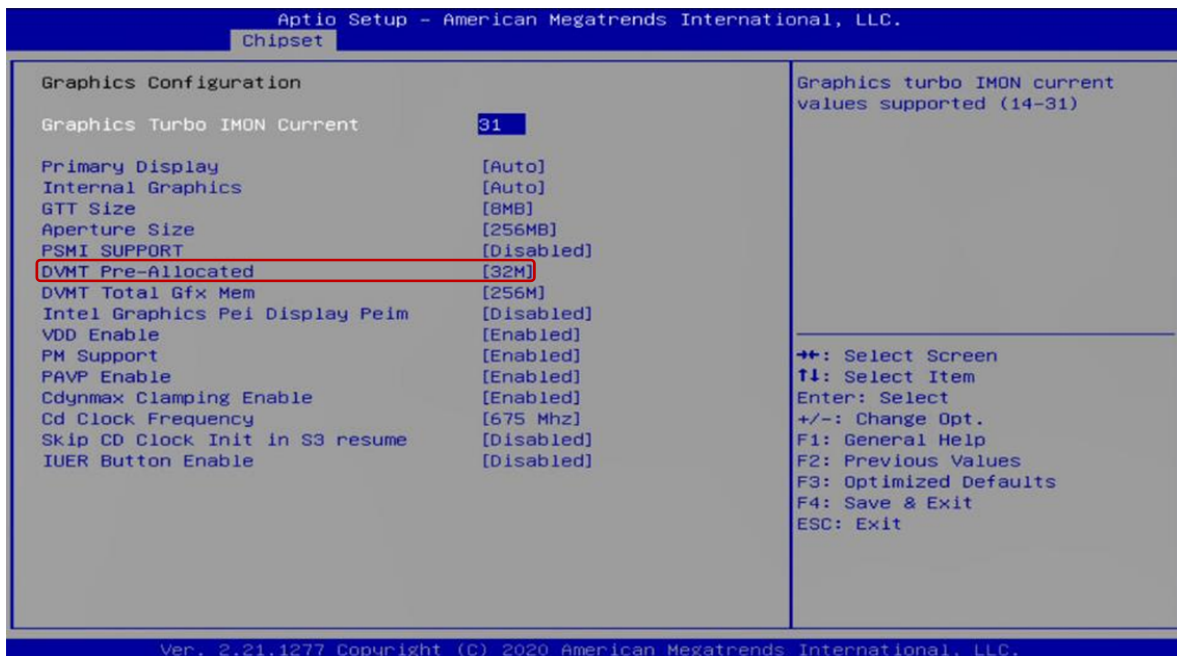 Aptio Setup – American Megatrends International, LLC.
Chipset
Graphics Configuration
Graphics Turbo IMON Current 31
Primary Display [Auto]
Internal Graphics [Auto]
GTT Size [8MB]
Aperture Size [256MB]
PSMI SUPPORT [Disabled]
DVMT Pre-Allocated [32M]
DVMT Total Gfx Mem [256M]
Intel Graphics Pei Display Peim [Disabled]
VDD Enable [Enabled]
PM Support [Enabled]
PAVP Enable [Enabled]
Cdynmax Clamping Enable [Enabled]
Cd Clock Frequency [675 Mhz]
Skip CD Clock Init in S3 resume [Disabled]
IUER Button Enable [Disabled]
Graphics turbo IMON current
values supported (14-31)
→←: Select Screen
↑↓: Select Item
Enter: Select
+/-: Change Opt.
F1: General Help
F2: Previous Values
F3: Optimized Defaults
F4: Save & Exit
ESC: Exit
Ver. 2.21.1277 Copyright (C) 2020 American Megatrends International, LLC.